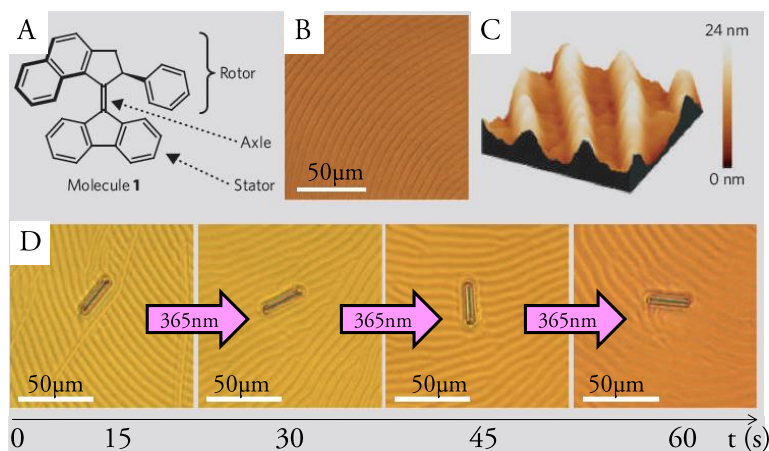 A
B
C
Rotor
Axle
Stator
Molecule 1
50µm
24 nm
0 nm
D
365nm
365nm
365nm
50µm
50µm
50µm
50µm
0 15 30 45 60 t (s)